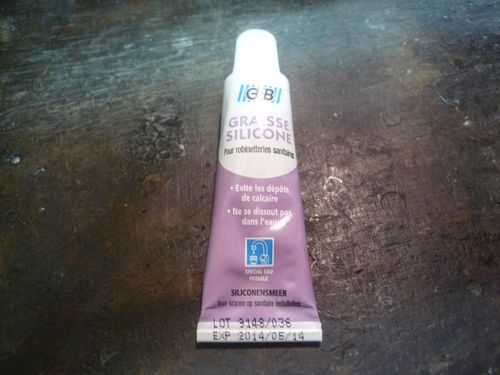 GEB
GRAISSE
SILICONE
Pour robinetteries sanitaires
• Evite les dépôts
de calcaire
• Ne se dissout pas
dans l'eau
SPECIAL EAU
POTABLE
SILICONENSMEER
Voor kranen op sanitaire installaties
LOT 9148/036
EXP 2014/05/14